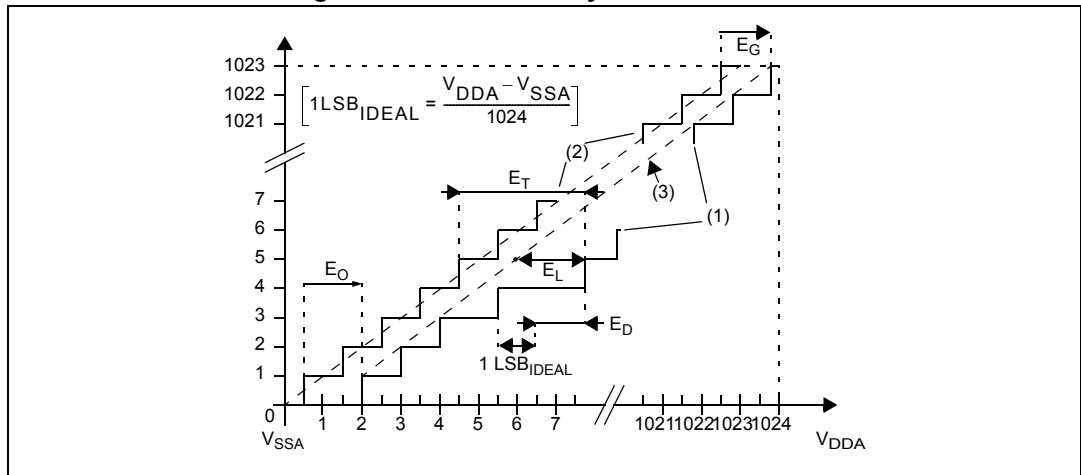 E_G
1023
1022
1021
[1LSB_IDEAL = (V_DDA – V_SSA) / 1024]
(2)
(3)
(1)
E_T
7
6
5
4
3
2
1
0
E_O
E_L
E_D
1 LSB_IDEAL
1 2 3 4 5 6 7 1021 1022 1023 1024
V_SSA
V_DDA